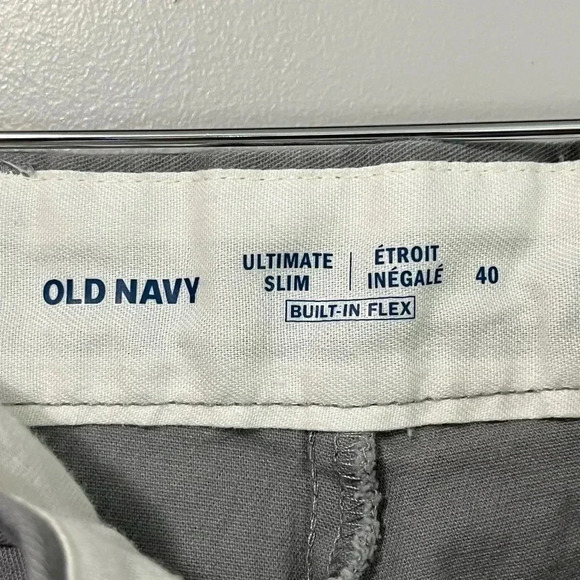 OLD NAVY
ULTIMATE SLIM
ÉTROIT INÉGALÉ
40
BUILT-IN FLEX